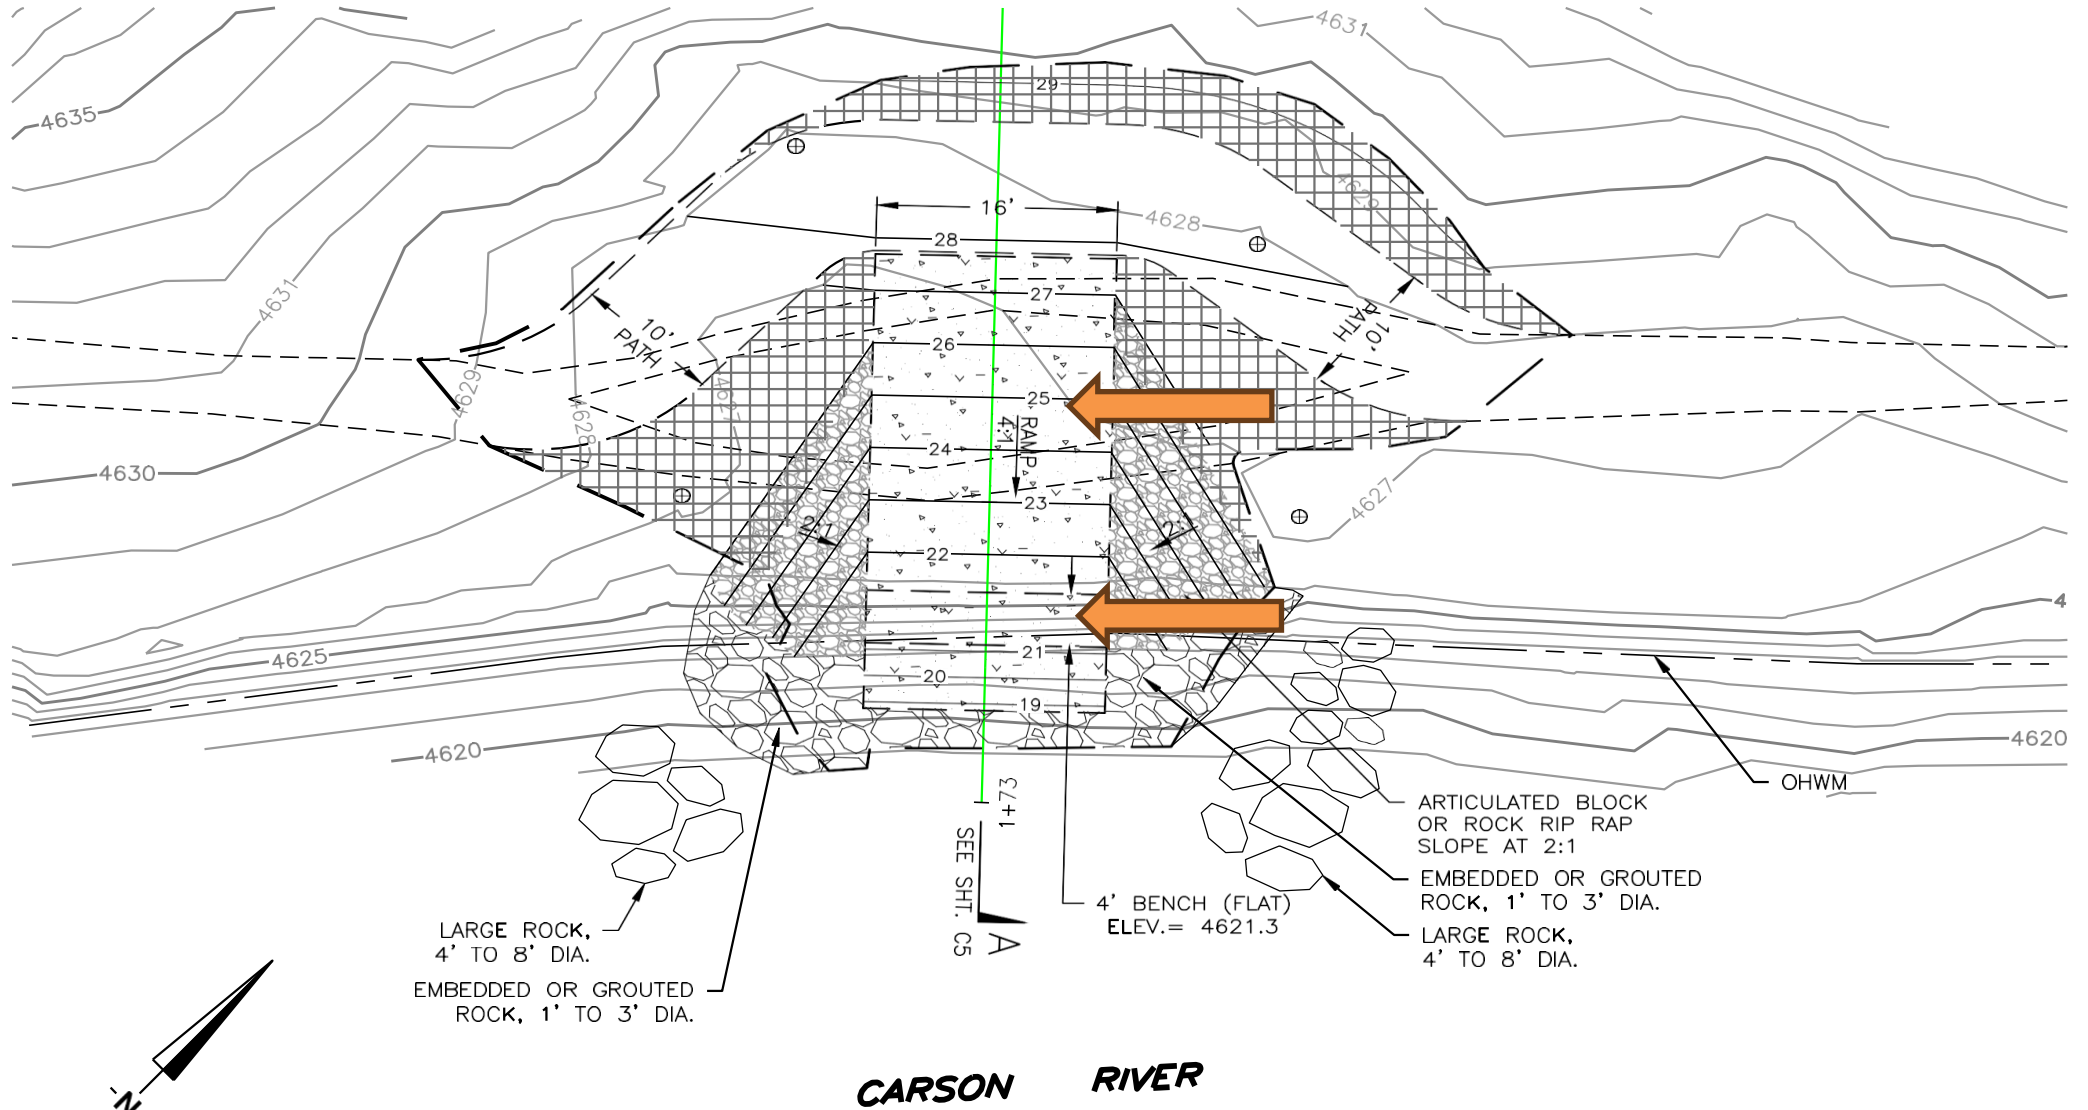 4631
29
4635
4629
16'
4628
28
4631
27
10'
PATH
10'
PATH
26
4629
4627
25
4628
RAMP
4:1
24
4630
23
4627
2:1
2:
22
4
21
4625
20
19
4620
4620
OHWM
1+73
ARTICULATED BLOCK
OR ROCK RIP RAP
SLOPE AT 2:1
SEE SHT. C5
A
4' BENCH (FLAT)
ELEV.= 4621.3
EMBEDDED OR GROUTED
ROCK, 1' TO 3' DIA.
LARGE ROCK,
4' TO 8' DIA.
LARGE ROCK,
4' TO 8' DIA.
EMBEDDED OR GROUTED
ROCK, 1' TO 3' DIA.
N
CARSON RIVER